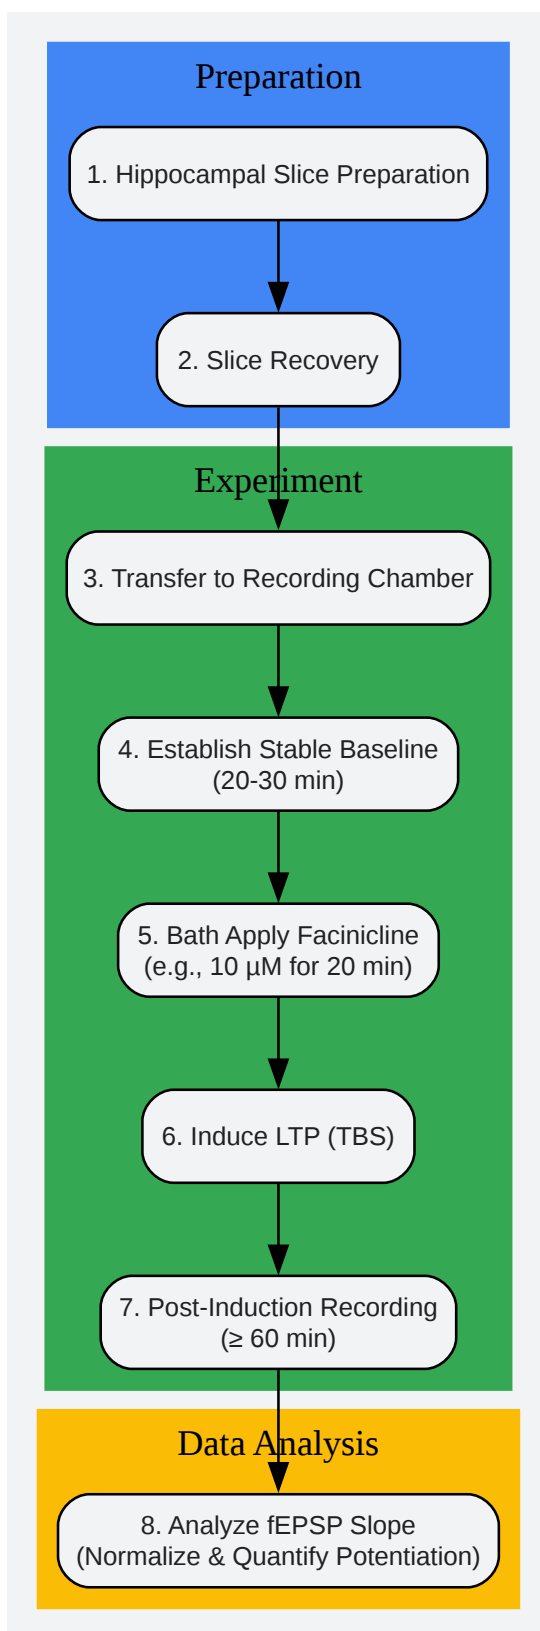 Preparation
1. Hippocampal Slice Preparation
2. Slice Recovery
Experiment
3. Transfer to Recording Chamber
4. Establish Stable Baseline
(20-30 min)
5. Bath Apply Facinicline
(e.g., 10 µM for 20 min)
6. Induce LTP (TBS)
7. Post-Induction Recording
(≥ 60 min)
Data Analysis
8. Analyze fEPSP Slope
(Normalize & Quantify Potentiation)